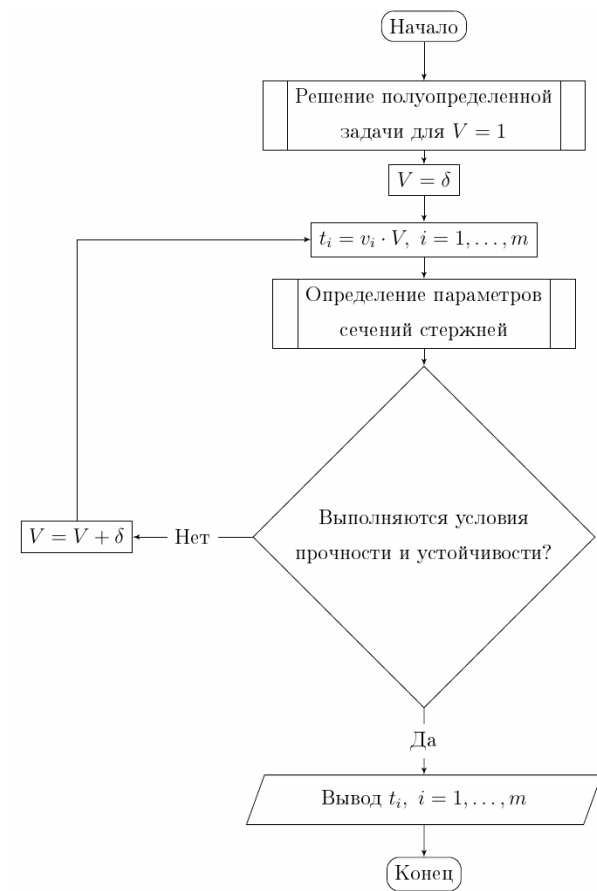 Начало
Решение полуопределенной
задачи для V = 1
V = δ
t_i = v_i · V, i = 1, . . . , m
Определение параметров
сечений стержней
Выполняются условия
прочности и устойчивости?
Нет
V = V + δ
Да
Вывод t_i, i = 1, . . . , m
Конец